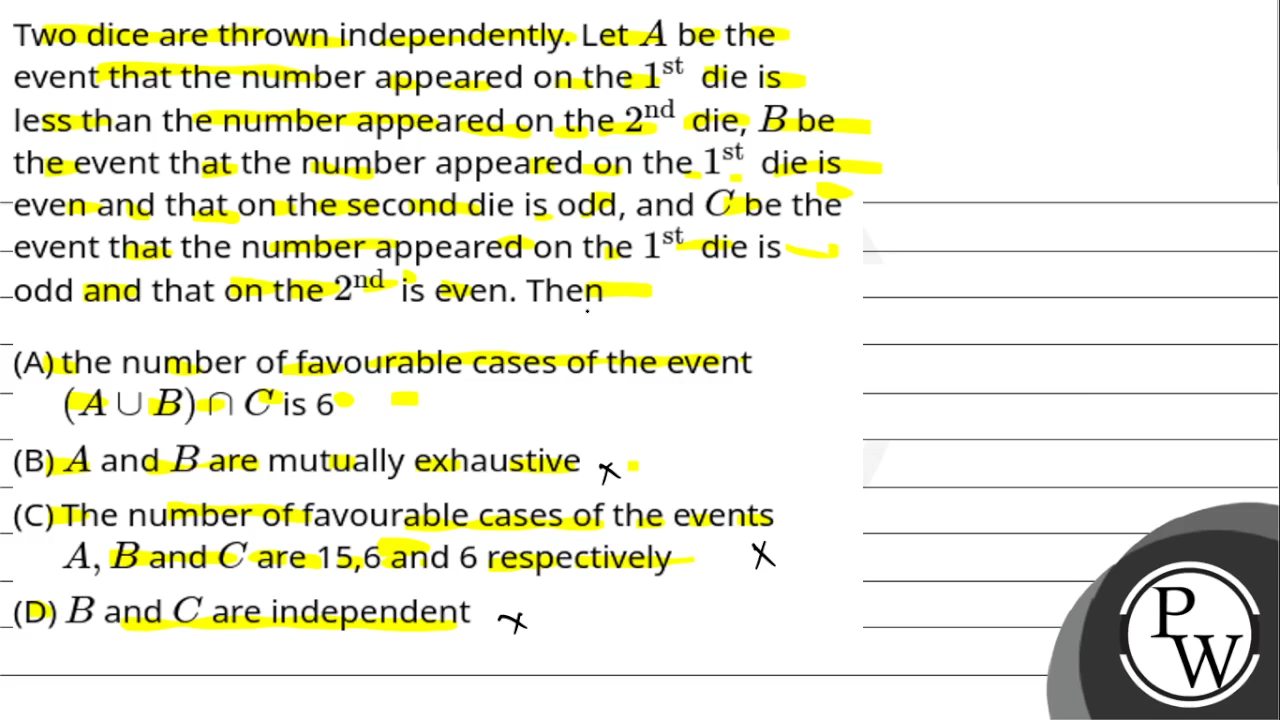 Two dice are thrown independently. Let A be the
event that the number appeared on the 1st die is
less than the number appeared on the 2nd die, B be
the event that the number appeared on the 1st die is
even and that on the second die is odd, and C be the
event that the number appeared on the 1st die is
odd and that on the 2nd is even. Then
(A) the number of favourable cases of the event
(A ∪ B) ∩ C is 6
(B) A and B are mutually exhaustive ×
(C) The number of favourable cases of the events
A, B and C are 15,6 and 6 respectively ×
(D) B and C are independent ×
P
W